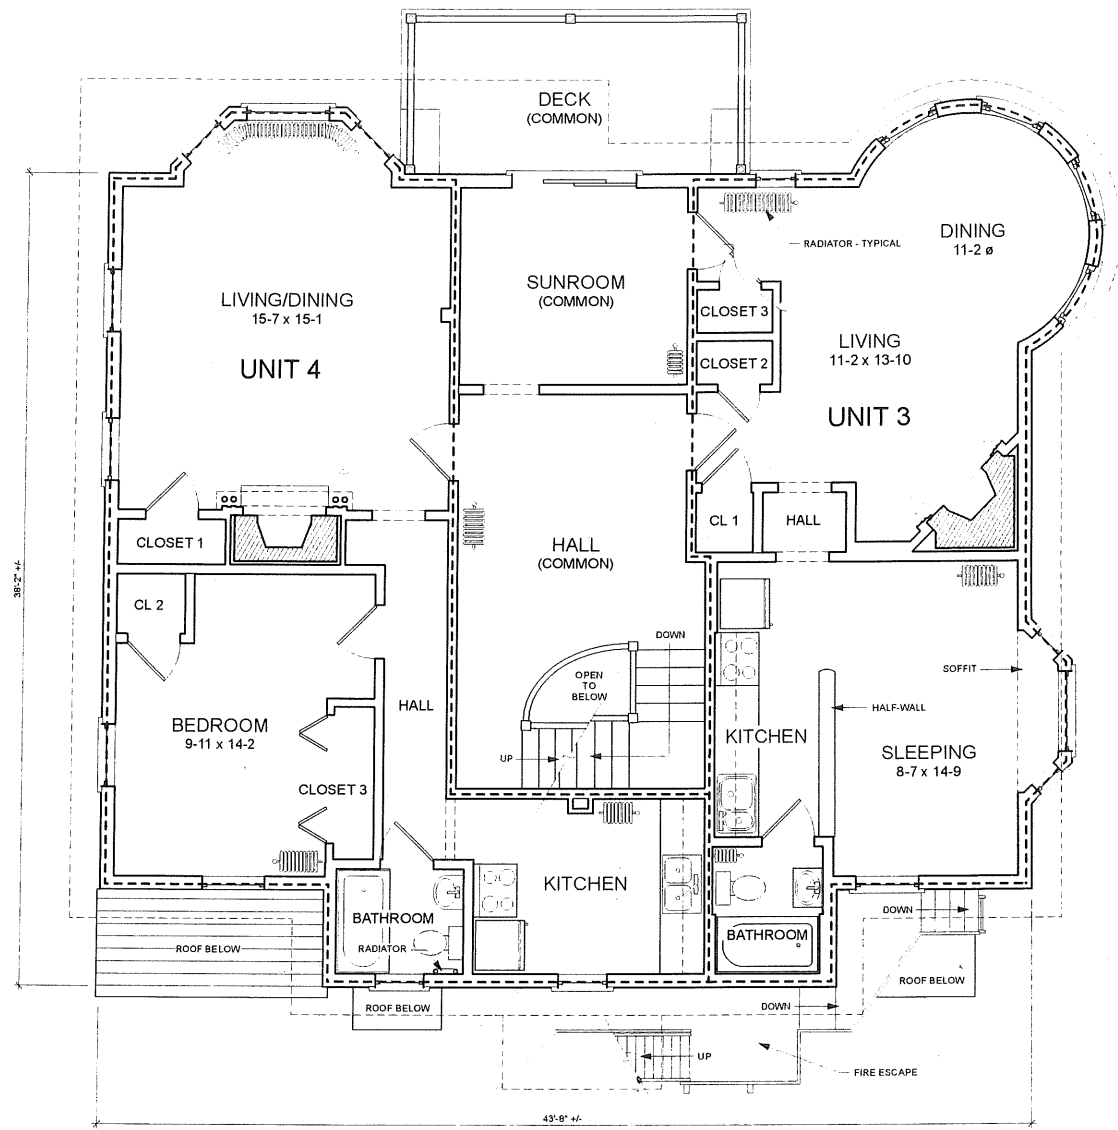 DECK
(COMMON)
RADIATOR - TYPICAL
DINING
11-2 ø
SUNROOM
(COMMON)
LIVING/DINING
15-7 x 15-1
UNIT 4
CLOSET 3
CLOSET 2
LIVING
11-2 x 13-10
UNIT 3
CL 1
HALL
CLOSET 1
HALL
(COMMON)
38'-2" +/-
CL 2
DOWN
OPEN
TO
BELOW
SOFFIT
HALL
BEDROOM
9-11 x 14-2
HALF-WALL
KITCHEN
SLEEPING
8-7 x 14-9
UP
CLOSET 3
KITCHEN
BATHROOM
RADIATOR
BATHROOM
DOWN
ROOF BELOW
ROOF BELOW
ROOF BELOW
DOWN
UP
FIRE ESCAPE
43'-8" +/-